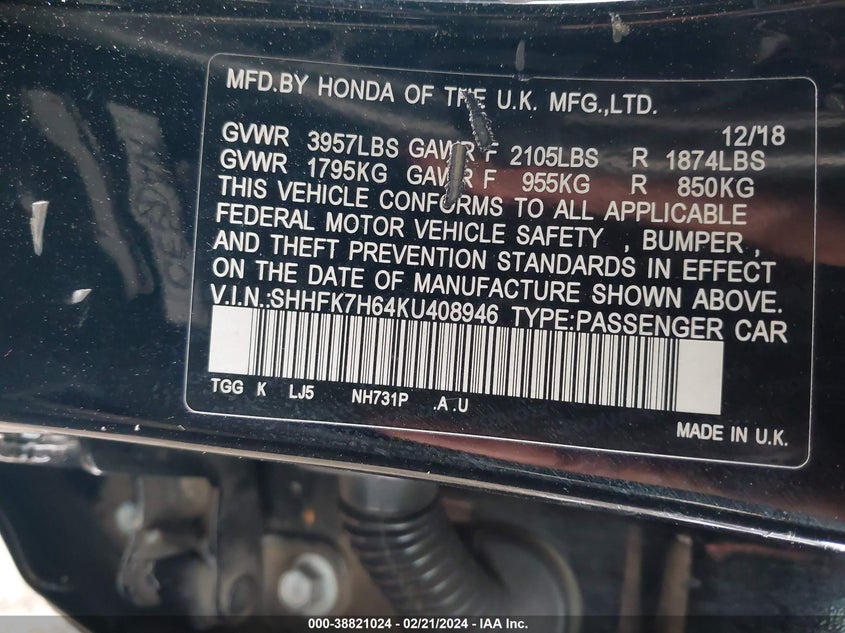 MFD.BY HONDA OF THE U.K. MFG.,LTD.
12/18
GVWR 3957LBS GAWR F 2105LBS R 1874LBS
GVWR 1795KG GAWR F 955KG R 850KG
THIS VEHICLE CONFORMS TO ALL APPLICABLE
FEDERAL MOTOR VEHICLE SAFETY , BUMPER ,
AND THEFT PREVENTION STANDARDS IN EFFECT
ON THE DATE OF MANUFACTURE SHOWN ABOVE.
V.I.N.:SHHFK7H64KU408946 TYPE:PASSENGER CAR
TGG K LJ5 NH731P .A .U
MADE IN U.K.
000-38821024 — 02/21/2024 — IAA Inc.